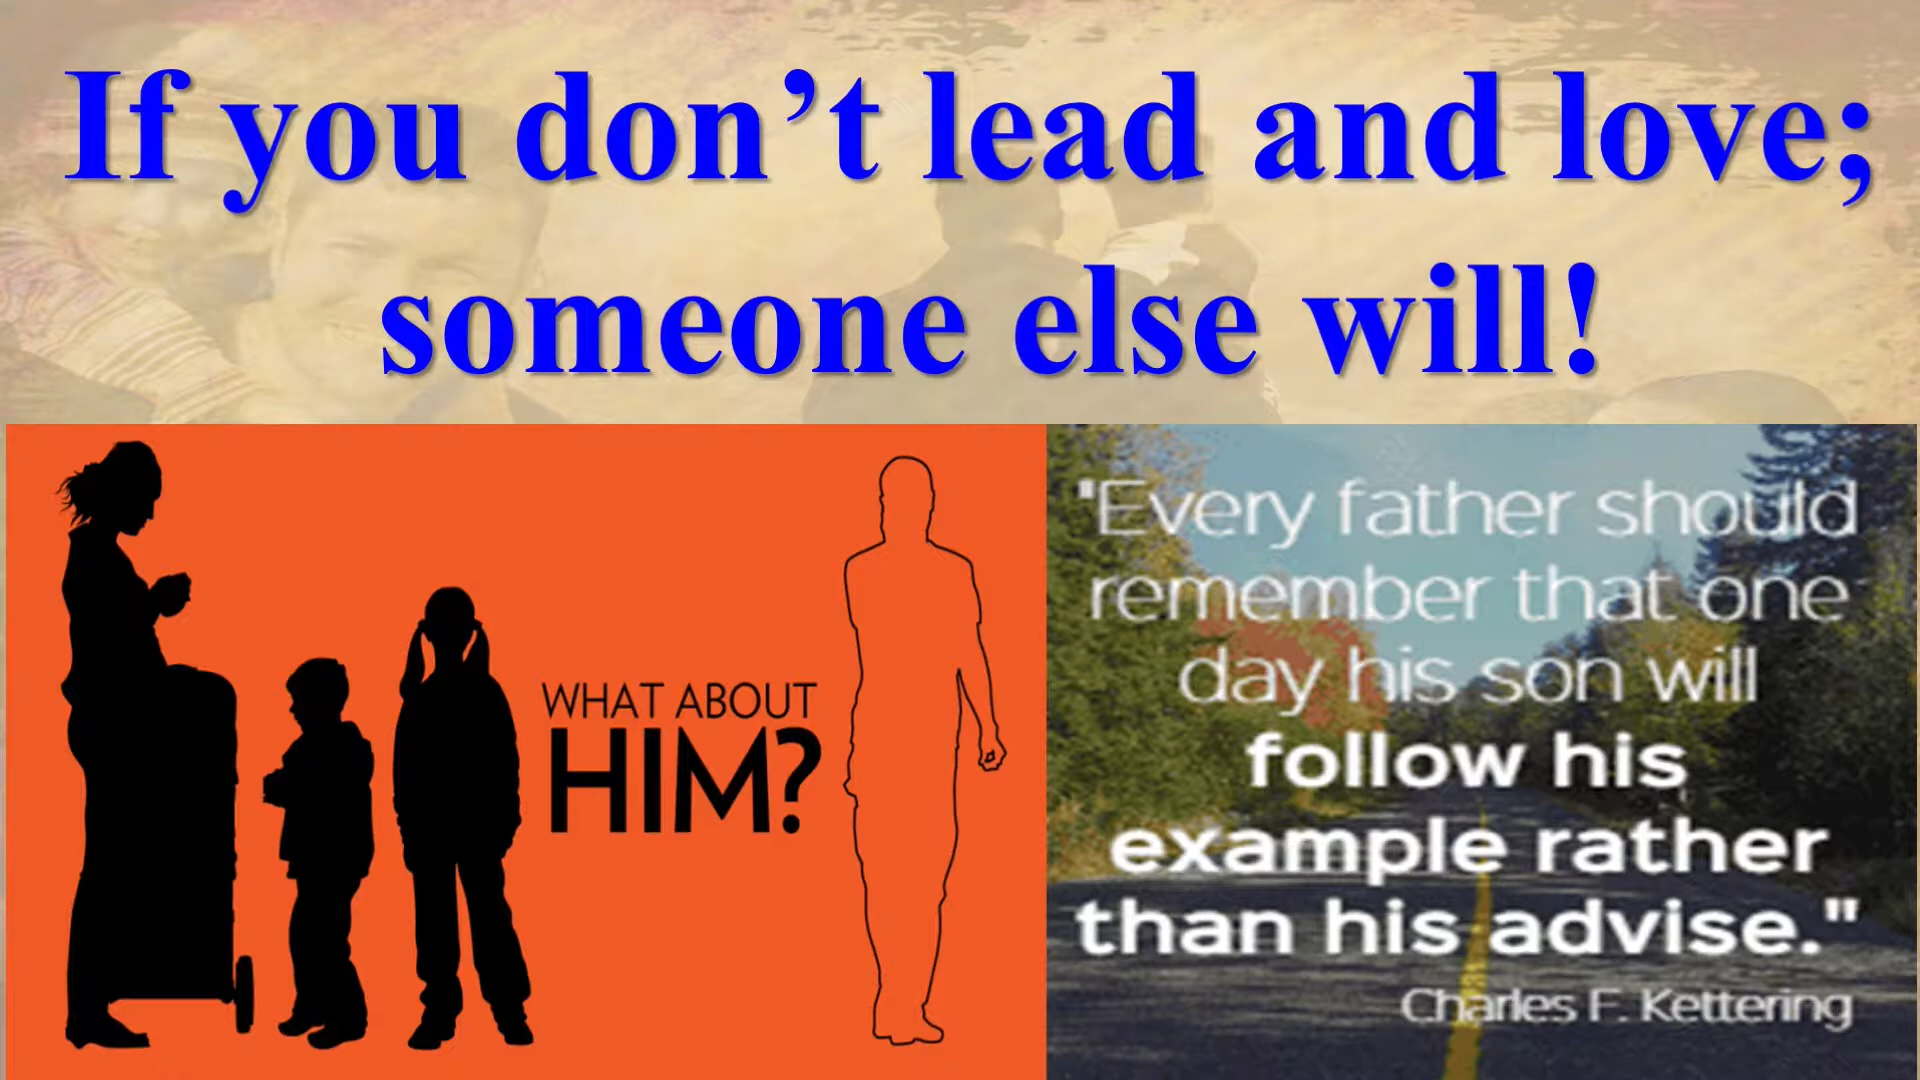 If you don’t lead and love;
someone else will!
WHAT ABOUT
HIM?
"Every father should
remember that one
day his son will
follow his
example rather
than his advise."
Charles F. Kettering